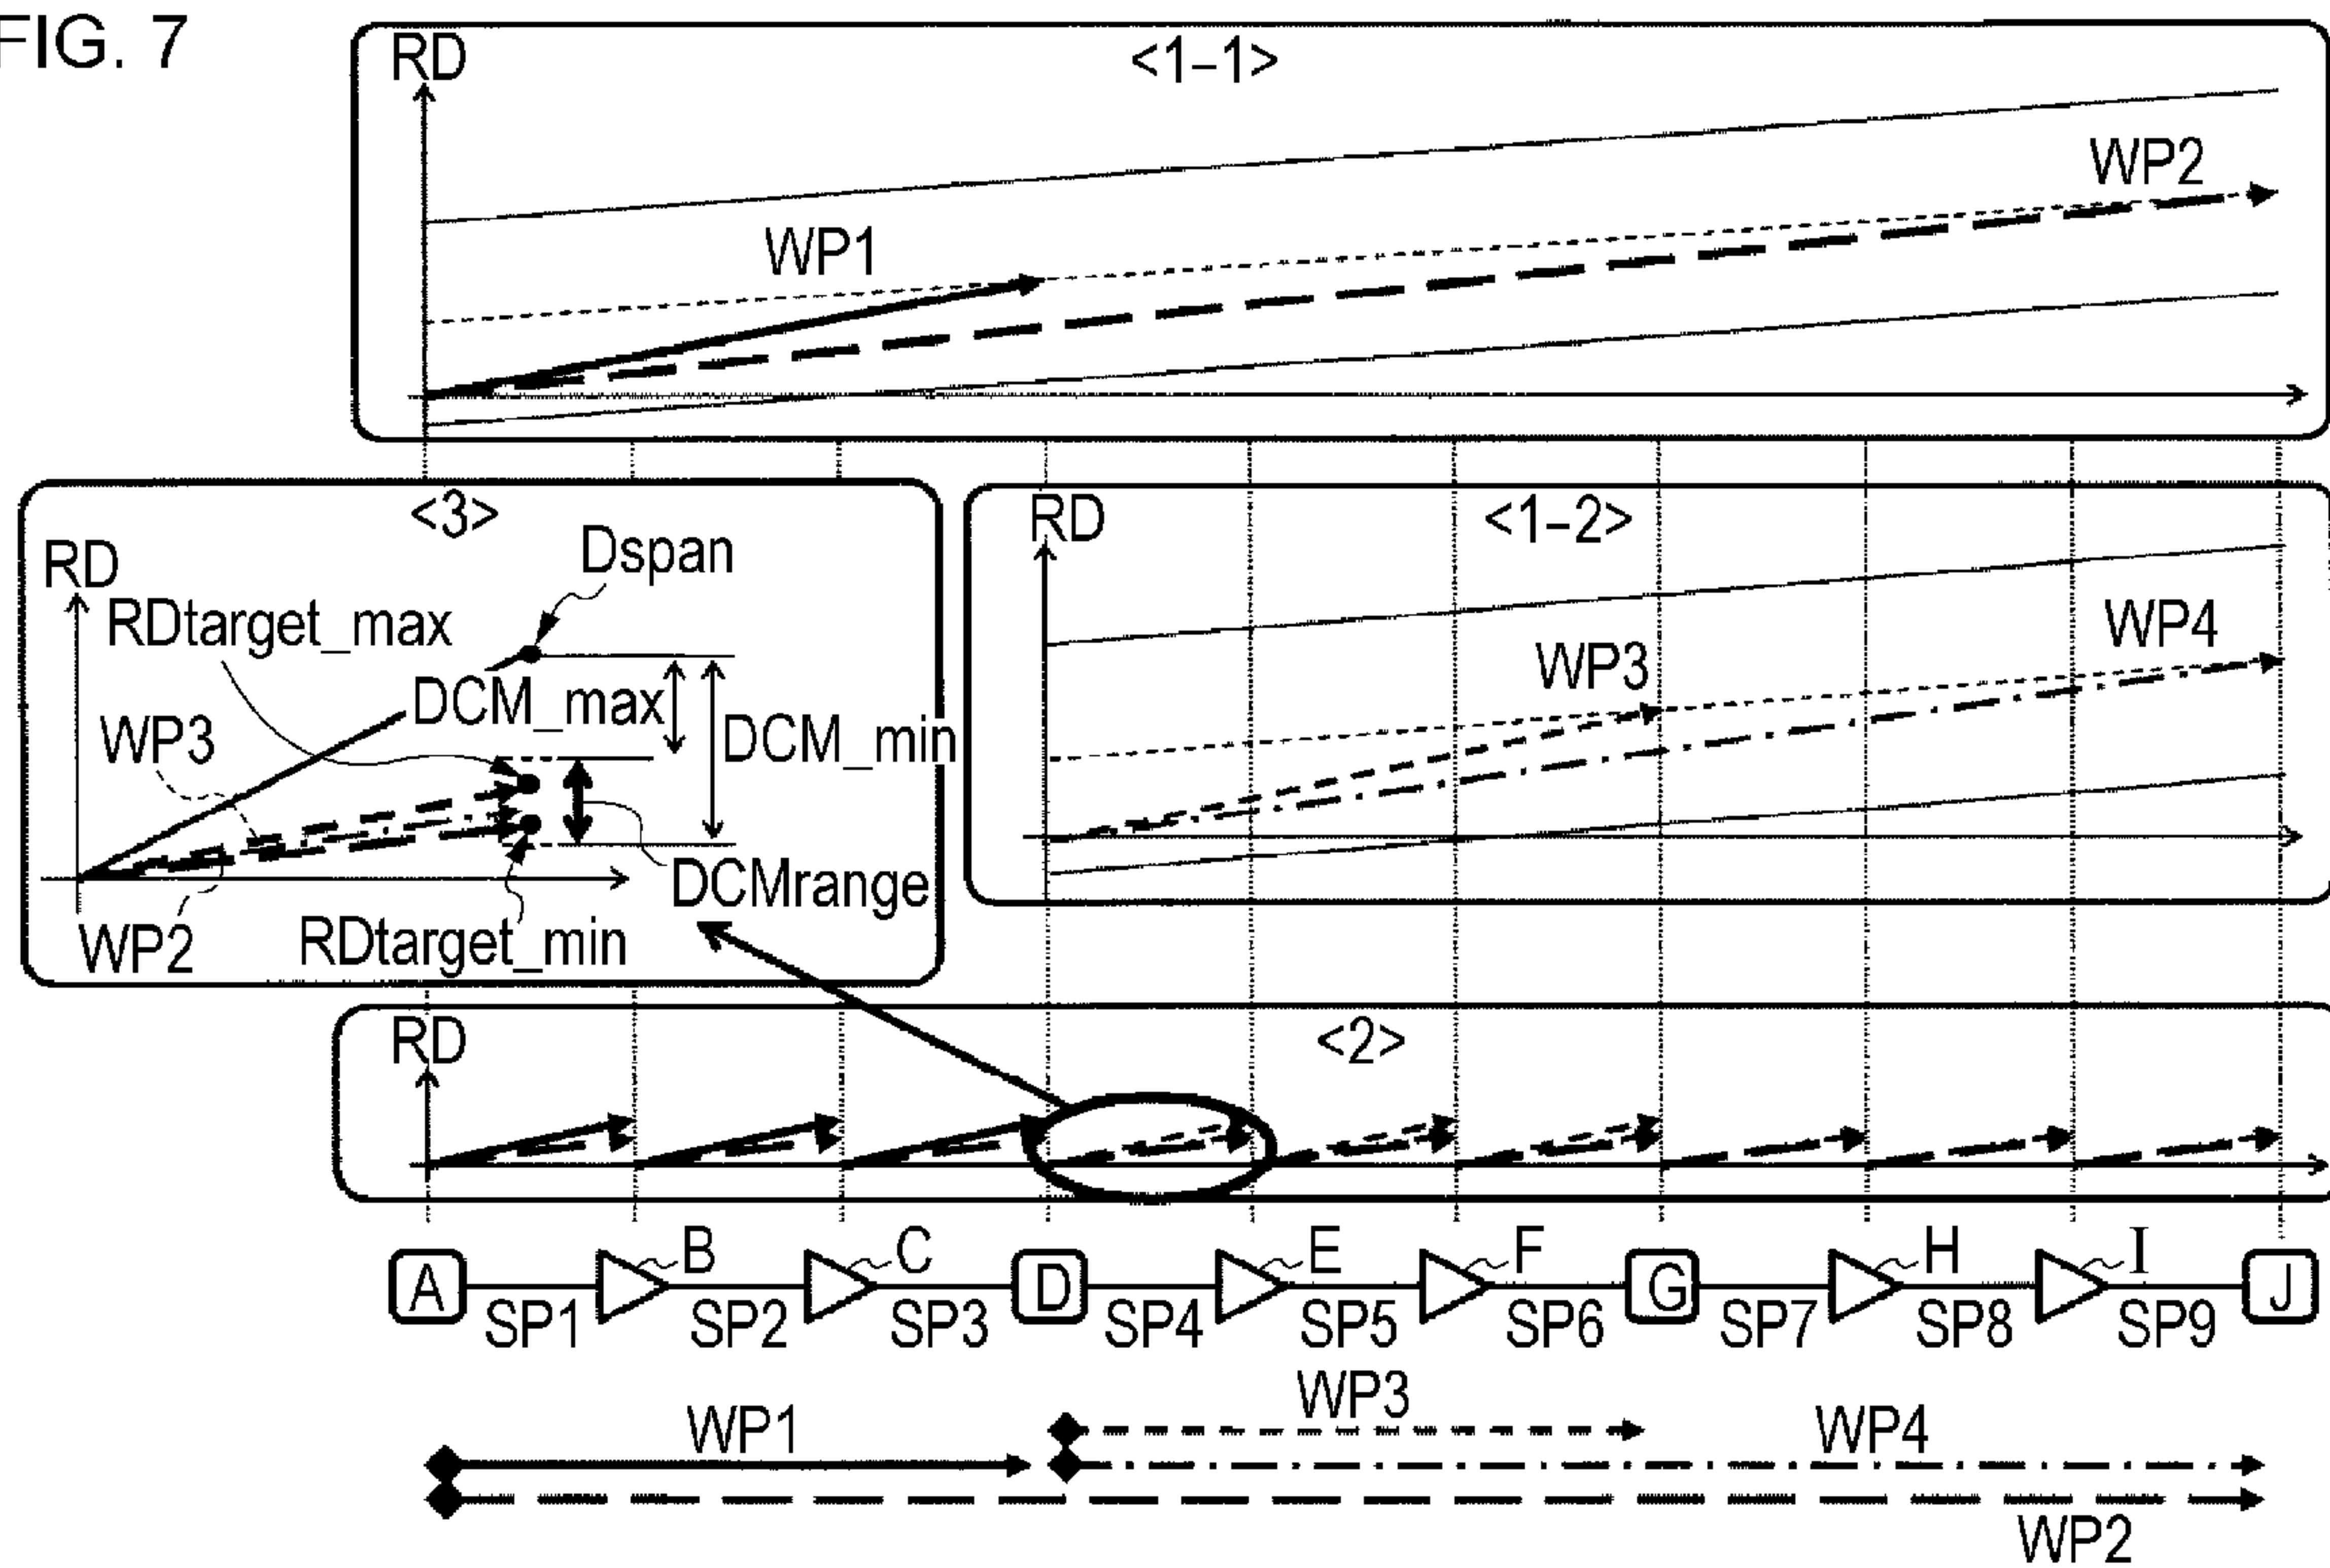 FIG. 7
RD
<1–1>
WP2
WP1
<3>
RD
Dspan
RDtarget_max
DCM_max
DCM_min
WP3
DCMrange
WP2
RDtarget_min
RD
<1–2>
WP4
WP3
RD
<2>
A
B
C
D
E
F
G
H
I
J
SP1
SP2
SP3
SP4
SP5
SP6
SP7
SP8
SP9
WP3
WP1
WP4
WP2